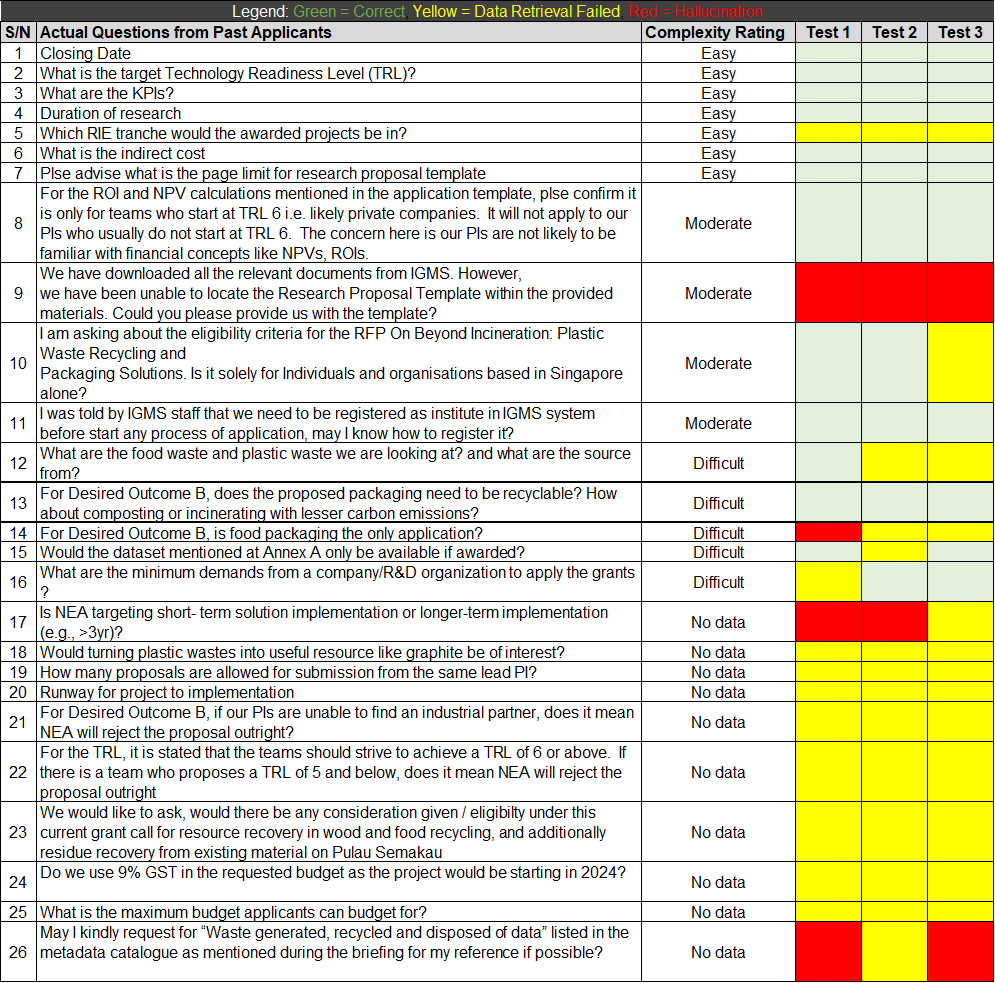 Legend: Green = Correct, Yellow = Data Retrieval Failed, Red = Hallucination
S/N Actual Questions from Past Applicants Complexity Rating Test 1 Test 2 Test 3
1 Closing Date Easy
2 What is the target Technology Readiness Level (TRL)? Easy
3 What are the KPIs? Easy
4 Duration of research Easy
5 Which RIE tranche would the awarded projects be in? Easy
6 What is the indirect cost Easy
7 Plse advise what is the page limit for research proposal template Easy
For the ROI and NPV calculations mentioned in the application template, plse confirm it
is only for teams who start at TRL 6 i.e. likely private companies.  It will not apply to our
8 PIs who usually do not start at TRL 6.  The concern here is our PIs are not likely to be Moderate
familiar with financial concepts like NPVs, ROIs.
We have downloaded all the relevant documents from IGMS. However,
9 we have been unable to locate the Research Proposal Template within the provided Moderate
materials. Could you please provide us with the template?
I am asking about the eligibility criteria for the RFP On Beyond Incineration: Plastic
Waste Recycling and
10 Packaging Solutions. Is it solely for Individuals and organisations based in Singapore Moderate
alone?
11 I was told by IGMS staff that we need to be registered as institute in IGMS system Moderate
before start any process of application, may I know how to register it?
12 What are the food waste and plastic waste we are looking at? and what are the source Difficult
from?
13 For Desired Outcome B, does the proposed packaging need to be recyclable? How Difficult
about composting or incinerating with lesser carbon emissions?
14 For Desired Outcome B, is food packaging the only application? Difficult
15 Would the dataset mentioned at Annex A only be available if awarded? Difficult
16 What are the minimum demands from a company/R&D organization to apply the grants Difficult
?
17 Is NEA targeting short- term solution implementation or longer-term implementation No data
(e.g., >3yr)?
18 Would turning plastic wastes into useful resource like graphite be of interest? No data
19 How many proposals are allowed for submission from the same lead PI? No data
20 Runway for project to implementation No data
21 For Desired Outcome B, if our PIs are unable to find an industrial partner, does it mean No data
NEA will reject the proposal outright?
For the TRL, it is stated that the teams should strive to achieve a TRL of 6 or above.  If
22 there is a team who proposes a TRL of 5 and below, does it mean NEA will reject the No data
proposal outright
We would like to ask, would there be any consideration given / eligibilty under this
23 current grant call for resource recovery in wood and food recycling, and additionally No data
residue recovery from existing material on Pulau Semakau
24 Do we use 9% GST in the requested budget as the project would be starting in 2024? No data
25 What is the maximum budget applicants can budget for? No data
May I kindly request for “Waste generated, recycled and disposed of data” listed in the
26 metadata catalogue as mentioned during the briefing for my reference if possible? No data